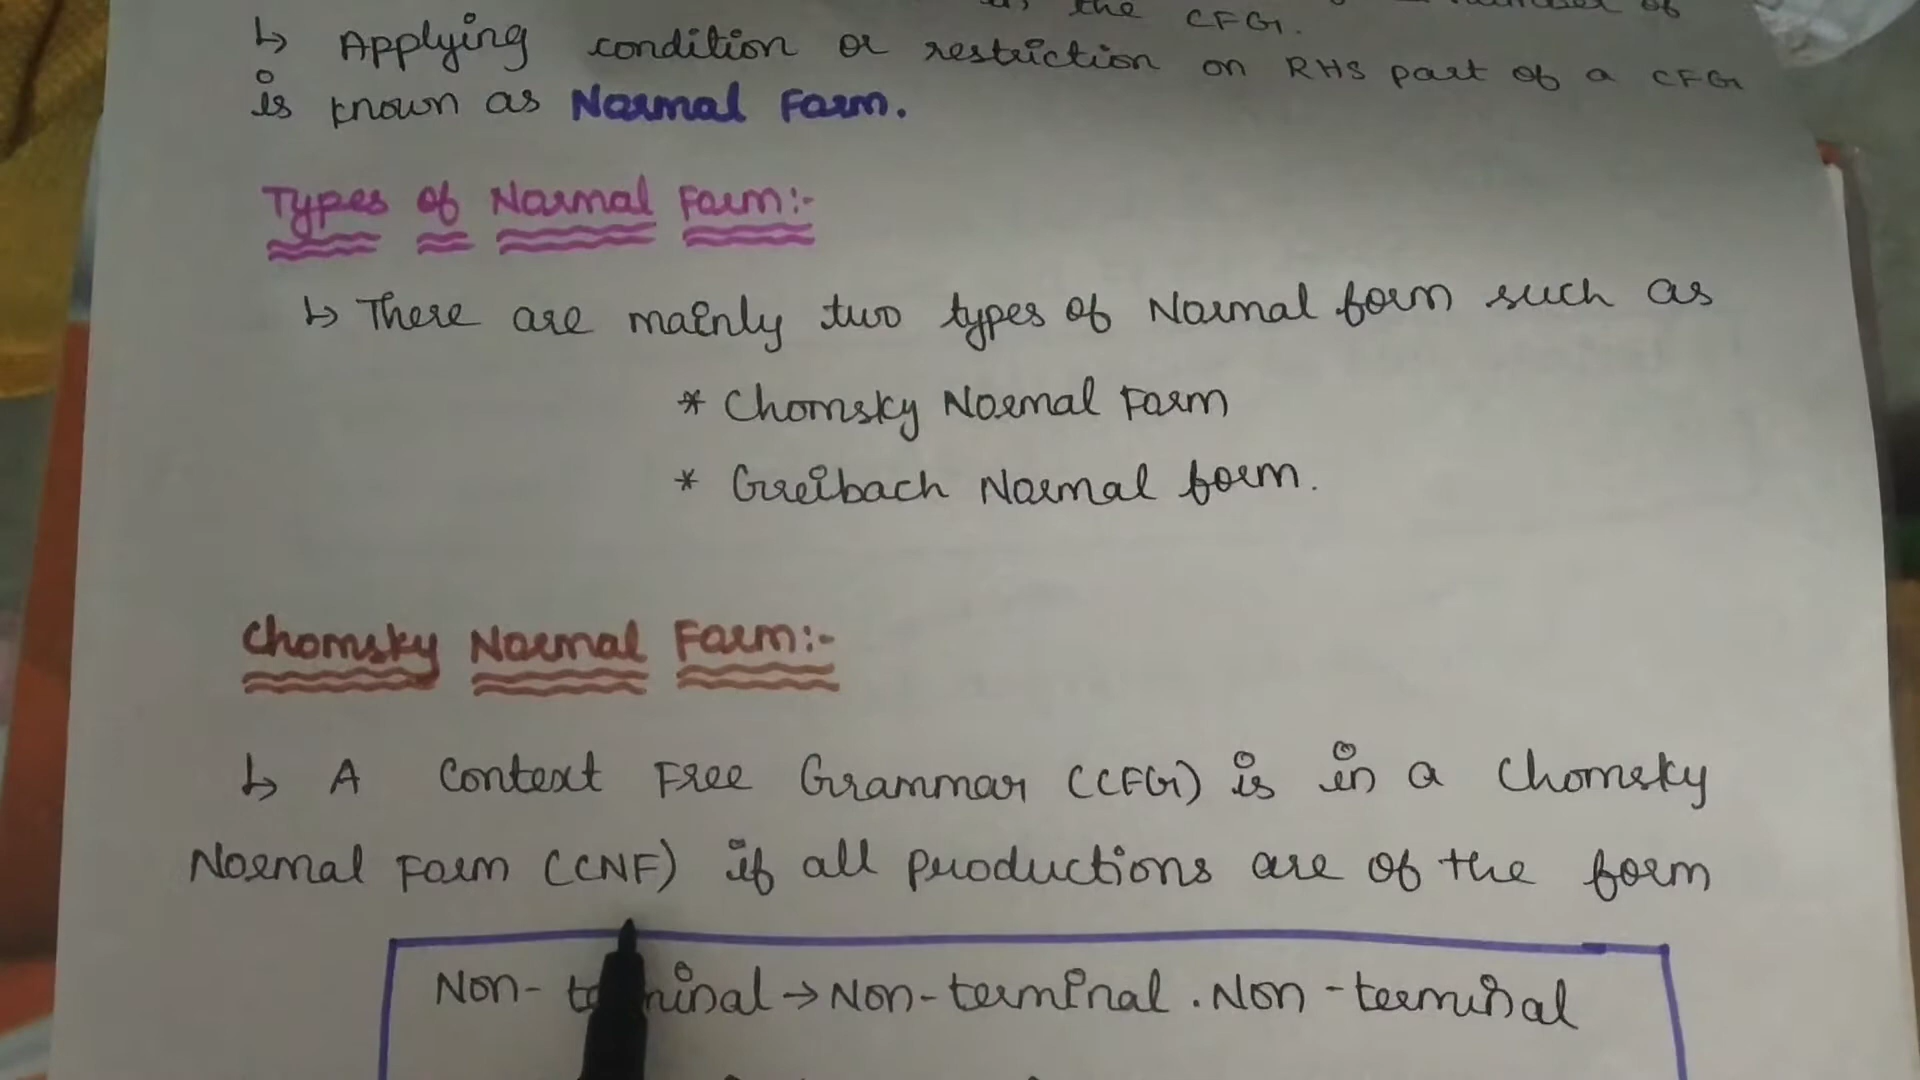 the CFG.
↳ Applying condition or restriction on RHS part of a CFG
is known as Normal Form.
Types of Normal Form:-
↳ There are mainly two types of Normal form such as
* Chomsky Normal Form
* Greibach Normal form.
Chomsky Normal Form:-
↳ A Context Free Grammar (CFG) is in a Chomsky
Normal Form (CNF) if all productions are of the form
Non-terminal → Non-terminal . Non-terminal